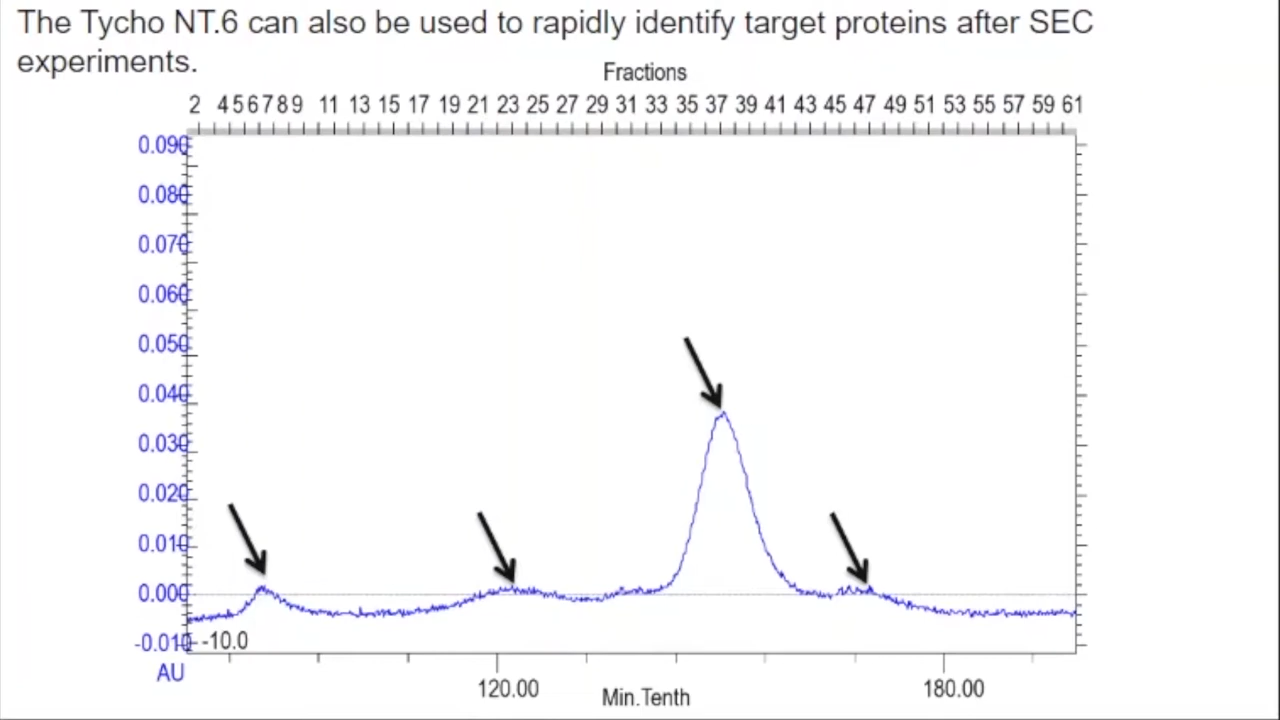 The Tycho NT.6 can also be used to rapidly identify target proteins after SEC
experiments.
Fractions
2 4 5 6 7 8 9 11 13 15 17 19 21 23 25 27 29 31 33 35 37 39 41 43 45 47 49 51 53 55 57 59 61
0.090
0.080
0.070
0.060
0.050
0.040
0.030
0.020
0.010
0.000
-0.010
-10.0
AU
120.00
Min.Tenth
180.00